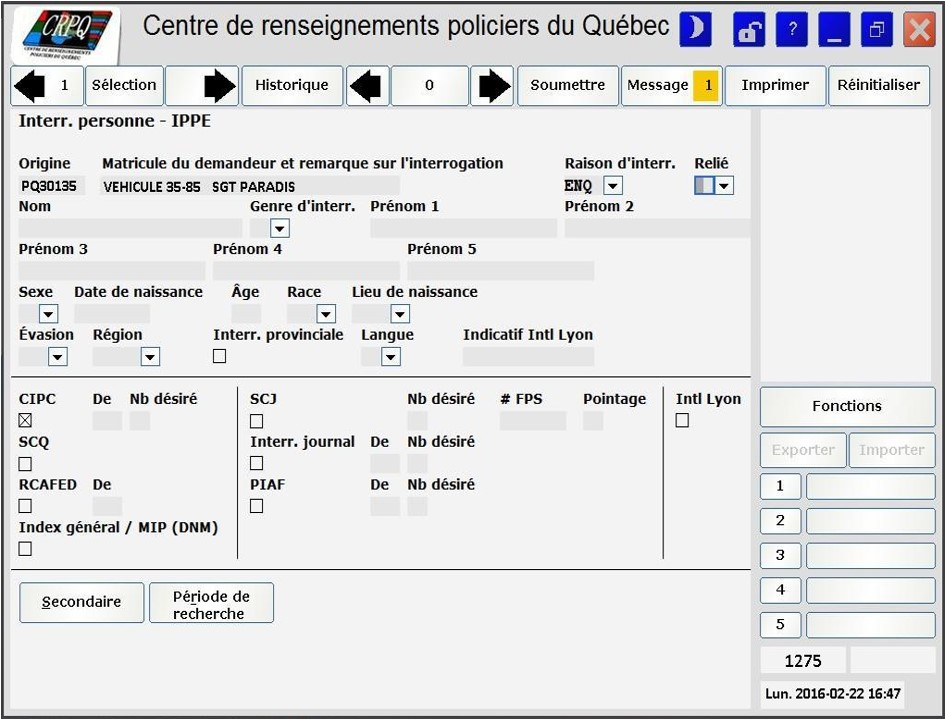 CRPQ
CENTRE DE RENSEIGNEMENTS
POLICIERS DU QUÉBEC
Centre de renseignements policiers du Québec
?
1 Sélection Historique 0 Soumettre Message 1 Imprimer Réinitialiser
Interr. personne - IPPE
Origine Matricule du demandeur et remarque sur l'interrogation Raison d'interr. Relié
PQ30135 VEHICULE 35-85 SGT PARADIS ENQ
Nom Genre d'interr. Prénom 1 Prénom 2
Prénom 3 Prénom 4 Prénom 5
Sexe Date de naissance Âge Race Lieu de naissance
Évasion Région Interr. provinciale Langue Indicatif Intl Lyon
CIPC De Nb désiré SCJ Nb désiré # FPS Pointage Intl Lyon
SCQ Interr. journal De Nb désiré
RCAFED De PIAF De Nb désiré
Index général / MIP (DNM)
Secondaire Période de
recherche
Fonctions
Exporter Importer
1
2
3
4
5
1275
Lun. 2016-02-22 16:47